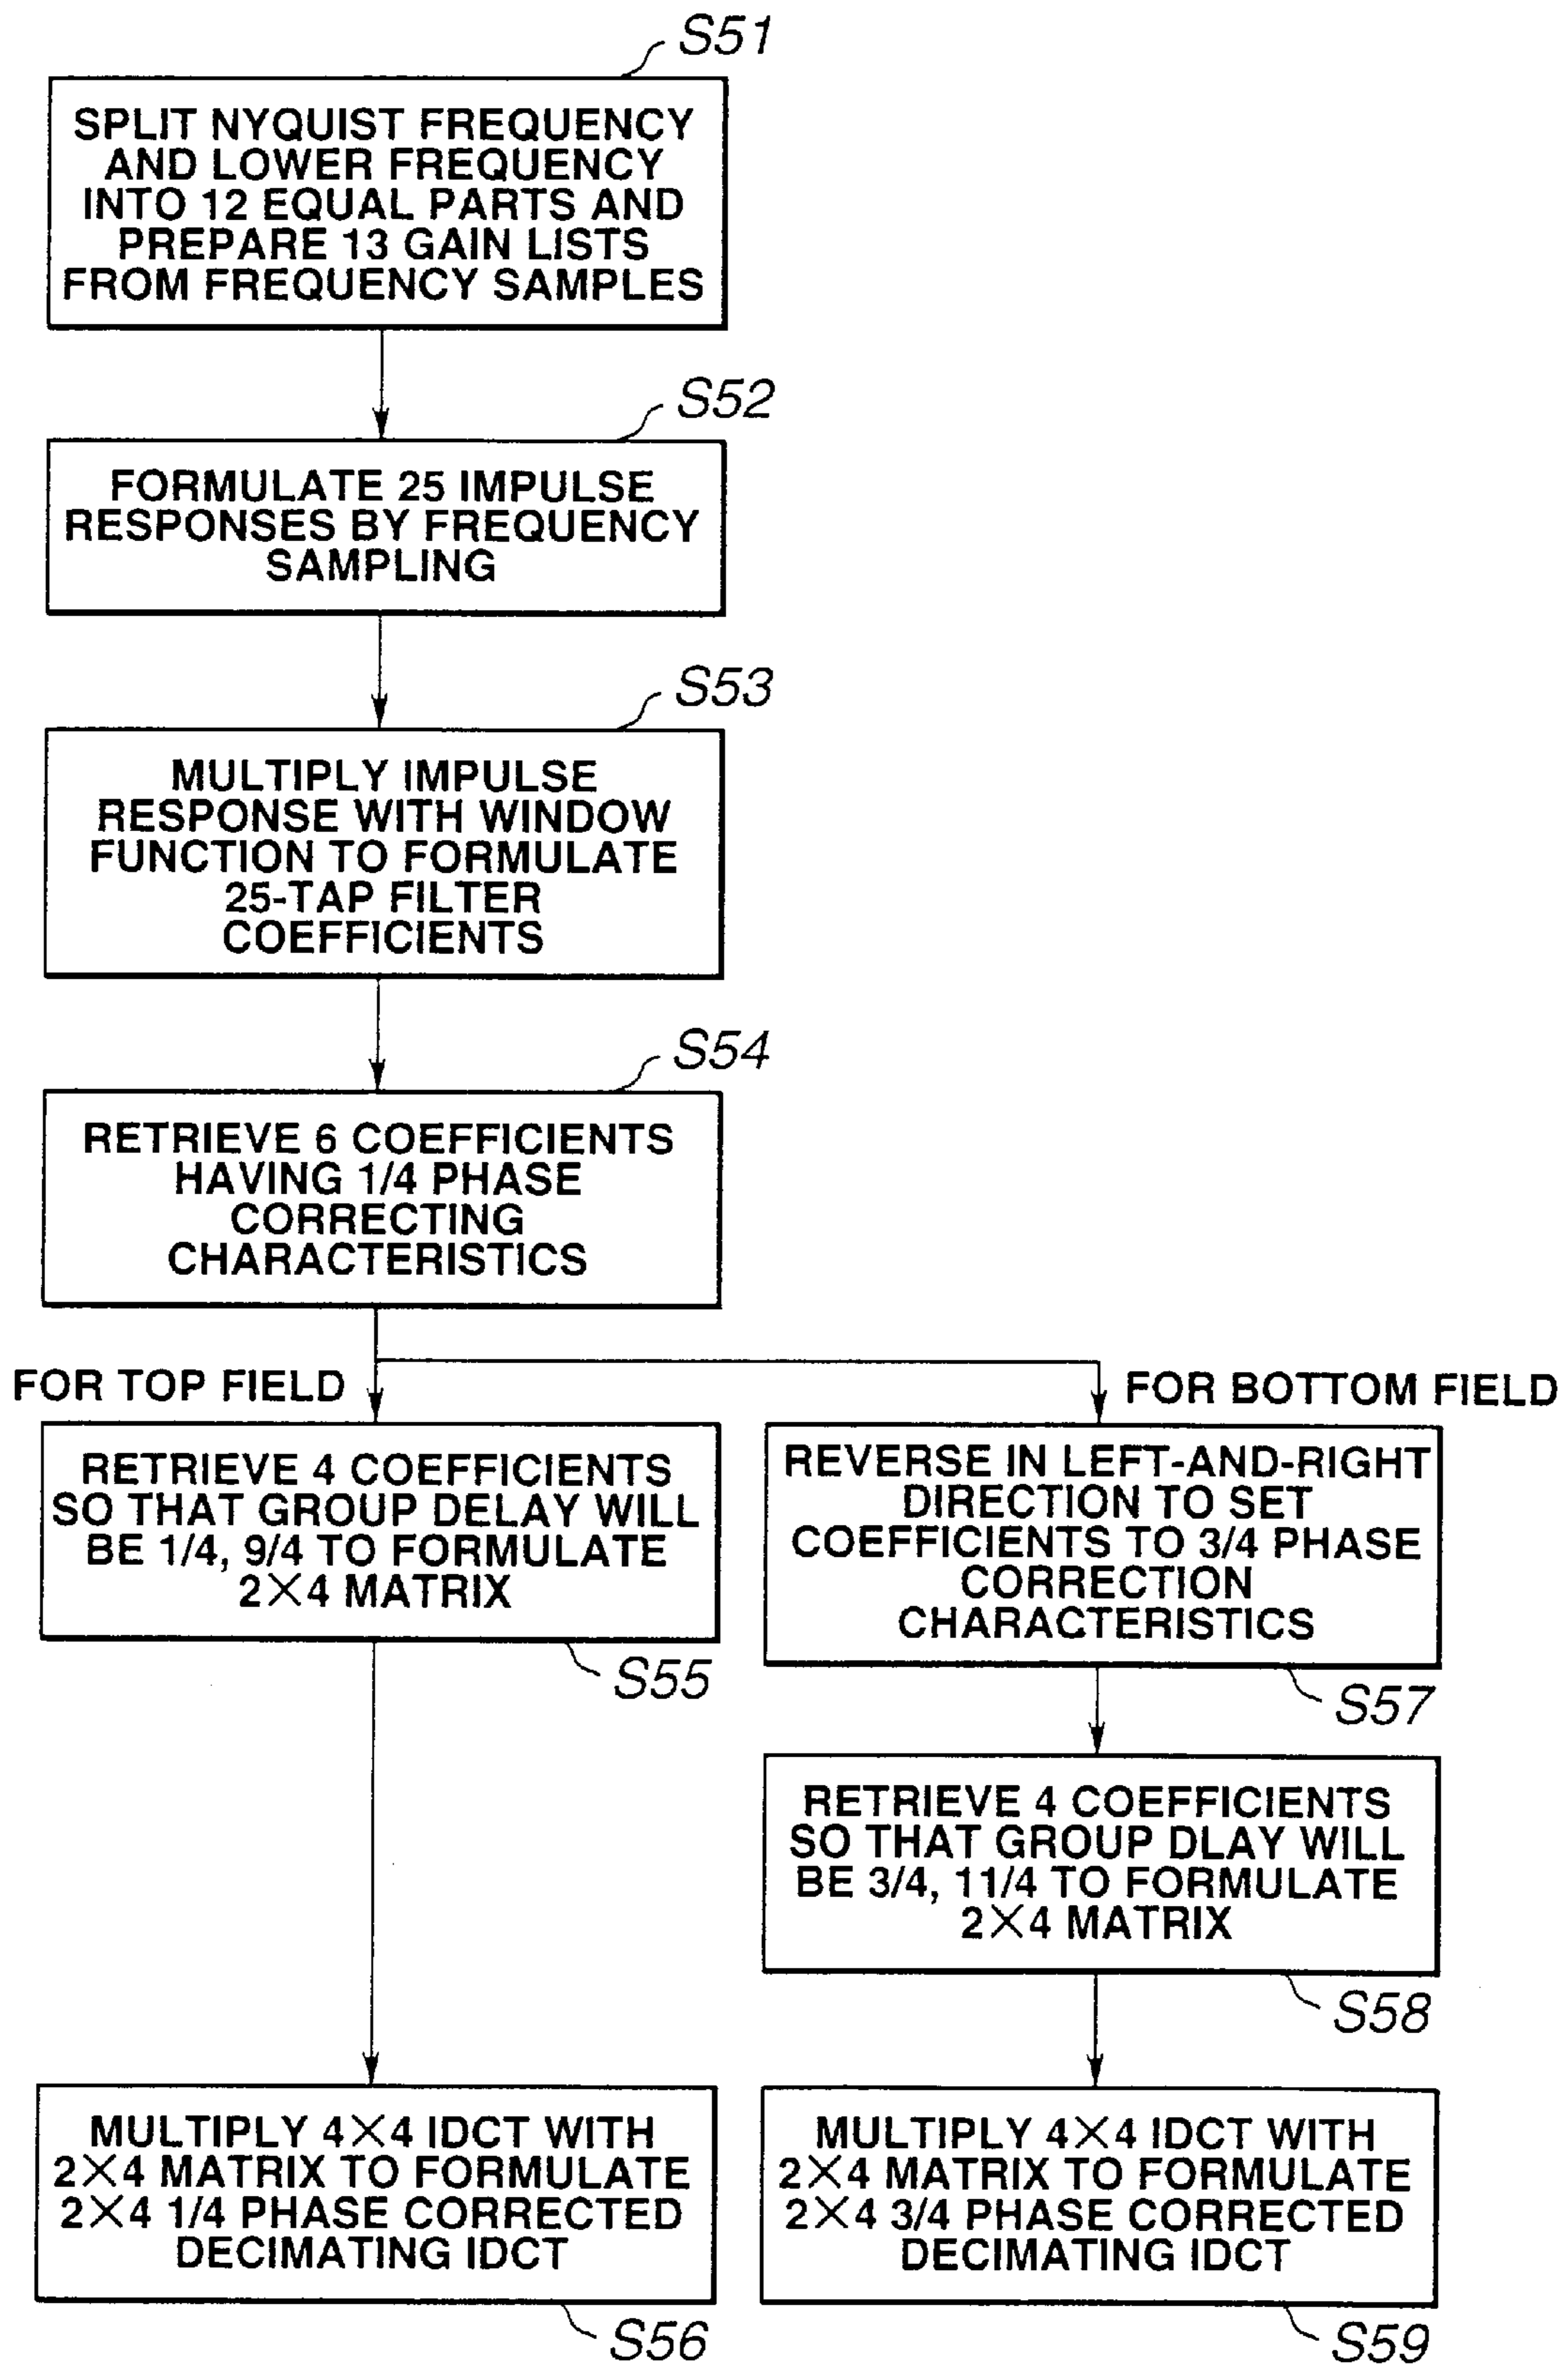 S51
SPLIT NYQUIST FREQUENCY
AND LOWER FREQUENCY
INTO 12 EQUAL PARTS AND
PREPARE 13 GAIN LISTS
FROM FREQUENCY SAMPLES
S52
FORMULATE 25 IMPULSE
RESPONSES BY FREQUENCY
SAMPLING
S53
MULTIPLY IMPULSE
RESPONSE WITH WINDOW
FUNCTION TO FORMULATE
25-TAP FILTER
COEFFICIENTS
S54
RETRIEVE 6 COEFFICIENTS
HAVING 1/4 PHASE
CORRECTING
CHARACTERISTICS
FOR TOP FIELD
RETRIEVE 4 COEFFICIENTS
SO THAT GROUP DELAY WILL
BE 1/4, 9/4 TO FORMULATE
2×4 MATRIX
S55
MULTIPLY 4×4 IDCT WITH
2×4 MATRIX TO FORMULATE
2×4 1/4 PHASE CORRECTED
DECIMATING IDCT
S56
FOR BOTTOM FIELD
REVERSE IN LEFT-AND-RIGHT
DIRECTION TO SET
COEFFICIENTS TO 3/4 PHASE
CORRECTION
CHARACTERISTICS
S57
RETRIEVE 4 COEFFICIENTS
SO THAT GROUP DLAY WILL
BE 3/4, 11/4 TO FORMULATE
2×4 MATRIX
S58
MULTIPLY 4×4 IDCT WITH
2×4 MATRIX TO FORMULATE
2×4 3/4 PHASE CORRECTED
DECIMATING IDCT
S59